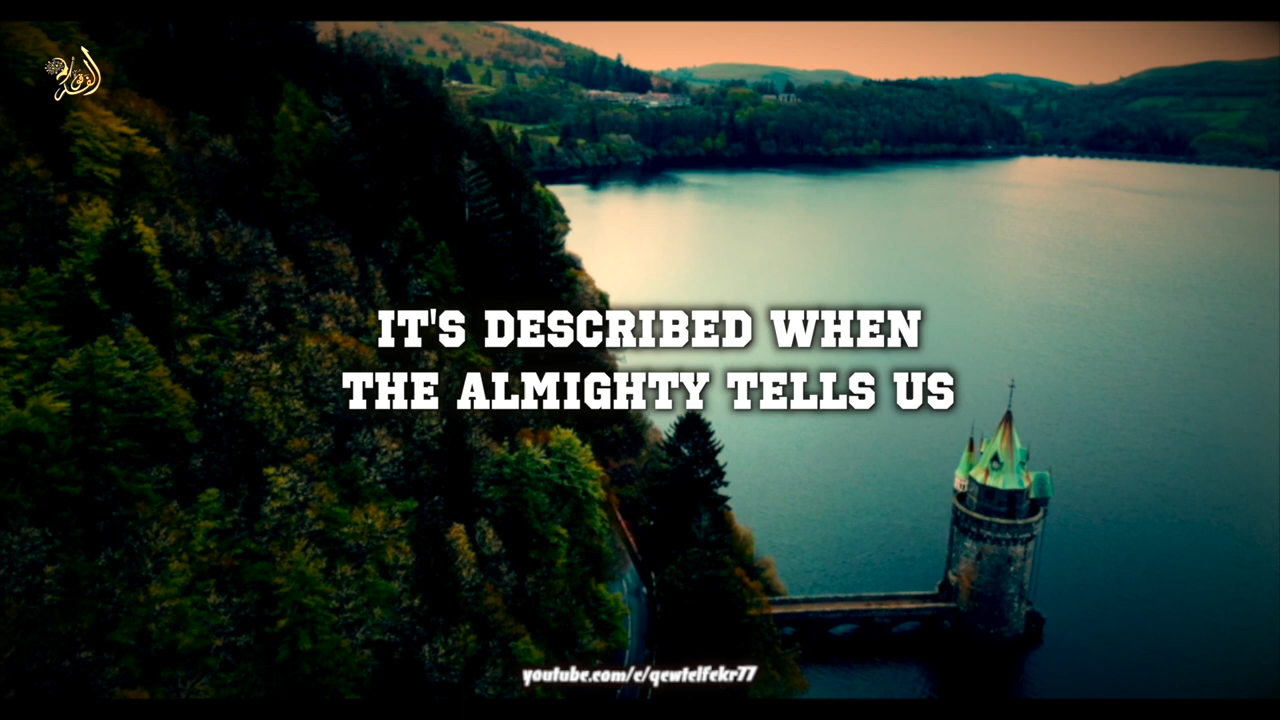 IT'S DESCRIBED WHEN
THE ALMIGHTY TELLS US
youtube.com/c/qewtelfekr77